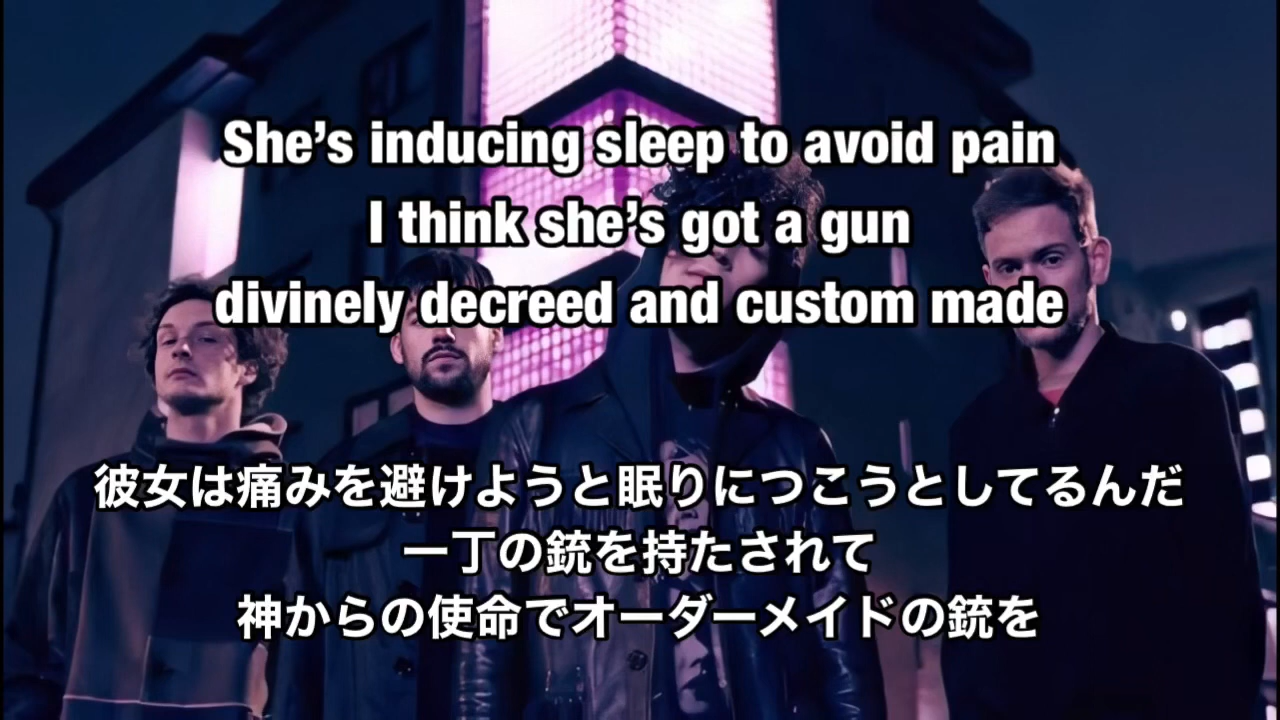 She’s inducing sleep to avoid pain
I think she’s got a gun
divinely decreed and custom made
彼女は痛みを避けようと眠りにつこうとしてるんだ
一丁の銃を持たされて
神からの使命でオーダーメイドの銃を